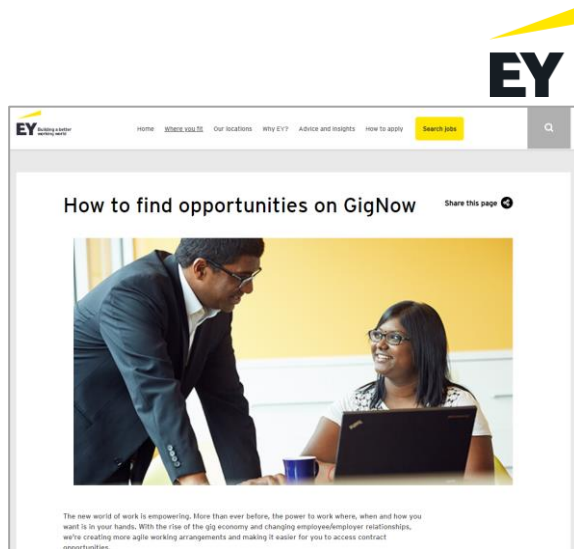 EY
EY Building a better
working world
Home Where you fit Our locations Why EY? Advice and insights How to apply Search jobs
How to find opportunities on GigNow
Share this page
ThinkPad
The new world of work is empowering. More than ever before, the power to work where, when and how you
want is in your hands. With the rise of the gig economy and changing employee/employer relationships,
we're creating more agile working arrangements and making it easier for you to access contract
opportunities.